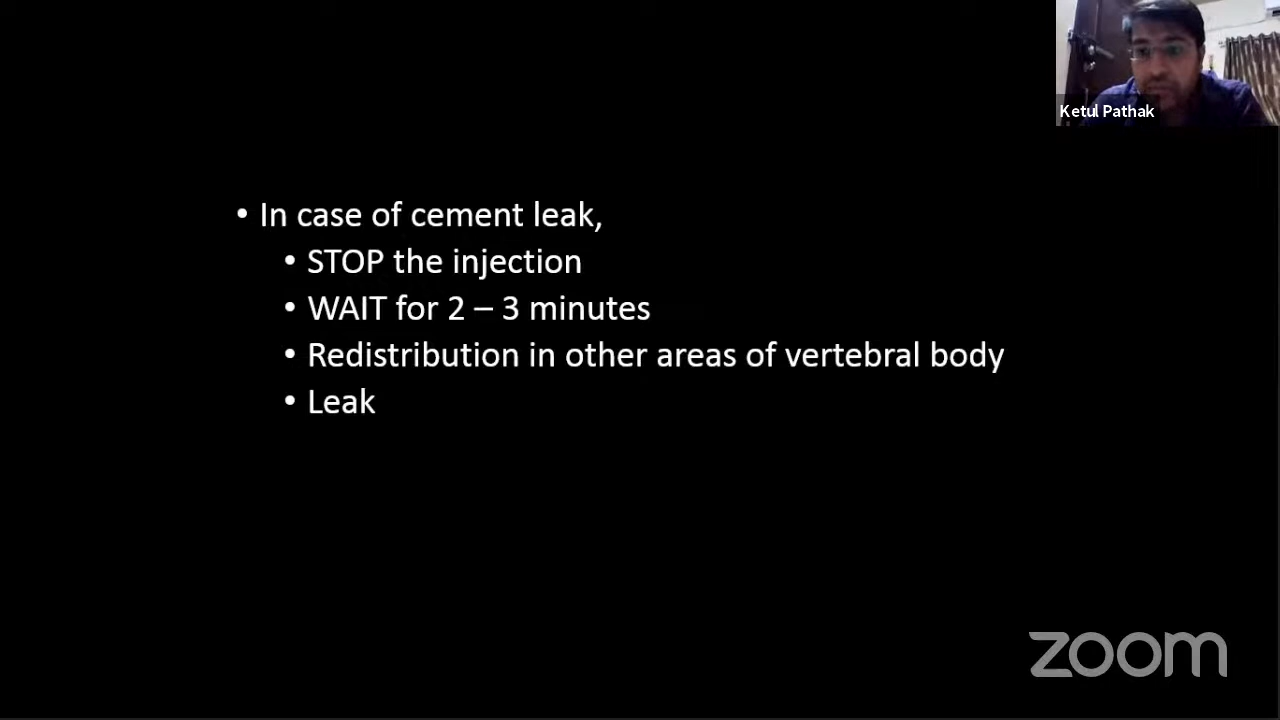 Ketul Pathak
• In case of cement leak,
• STOP the injection
• WAIT for 2 – 3 minutes
• Redistribution in other areas of vertebral body
• Leak
zoom